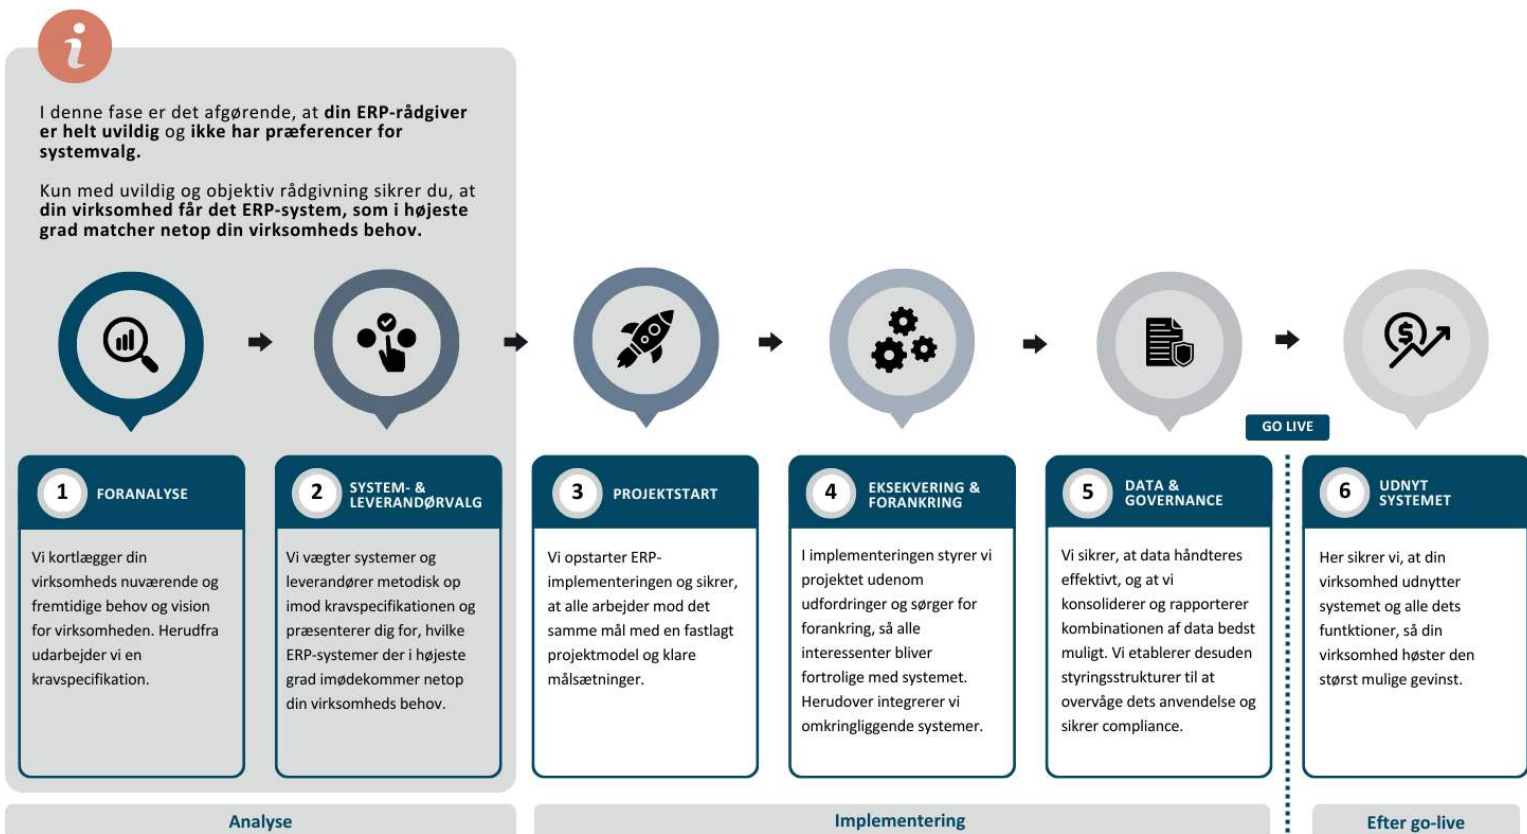 i
I denne fase er det afgørende, at din ERP-rådgiver
er helt uvildig og ikke har præferencer for
systemvalg.
Kun med uvildig og objektiv rådgivning sikrer du, at
din virksomhed får det ERP-system, som i højeste
grad matcher netop din virksomheds behov.
$
GO LIVE
1 FORANALYSE
Vi kortlægger din
virksomheds nuværende og
fremtidige behov og vision
for virksomheden. Herudfra
udarbejder vi en
kravspecifikation.
2 SYSTEM- &
LEVERANDØRVALG
Vi vægter systemer og
leverandører metodisk op
imod kravspecifikationen og
præsenterer dig for, hvilke
ERP-systemer der i højeste
grad imødekommer netop
din virksomheds behov.
3 PROJEKTSTART
Vi opstarter ERP-
implementeringen og sikrer,
at alle arbejder mod det
samme mål med en fastlagt
projektmodel og klare
målsætninger.
4 EKSEKVERING &
FORANKRING
I implementeringen styrer vi
projektet udenom
udfordringer og sørger for
forankring, så alle
interessenter bliver
fortrolige med systemet.
Herudover integrerer vi
omkringliggende systemer.
5 DATA &
GOVERNANCE
Vi sikrer, at data håndteres
effektivt, og at vi
konsoliderer og rapporterer
kombinationen af data bedst
muligt. Vi etablerer desuden
styringsstrukturer til at
overvåge dets anvendelse og
sikrer compliance.
6 UDNYT
SYSTEMET
Her sikrer vi, at din
virksomhed udnytter
systemet og alle dets
funtktioner, så din
virksomhed høster den
størst mulige gevinst.
Analyse
Implementering
Efter go-live